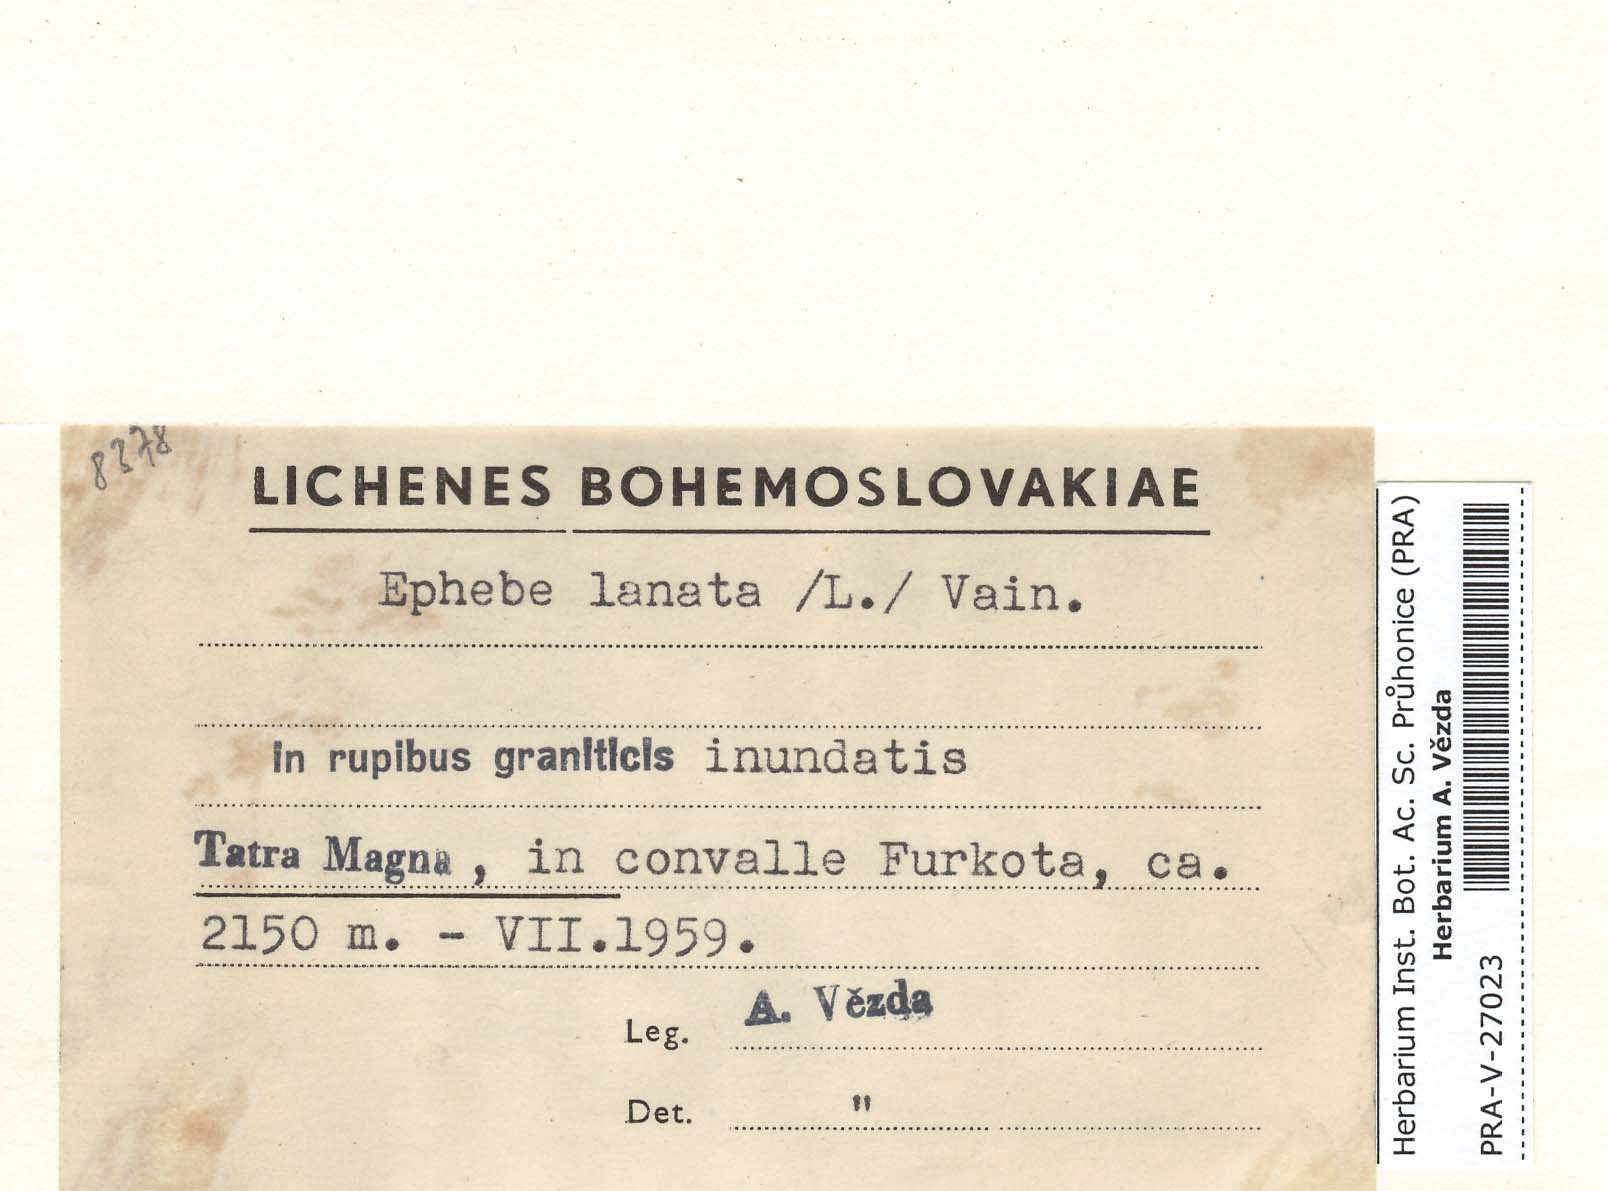 8378
LICHENES BOHEMOSLOVAKIAE
Ephebe lanata /L./ Vain.
in rupibus graniticis inundatis
Tatra Magna, in convalle Furkota, ca.
2150 m. - VII.1959.
Leg. A. Vězda
Det. "
Herbarium Inst. Bot. Ac. Sc. Průhonice (PRA)
Herbarium A. Vězda
PRA-V-27023